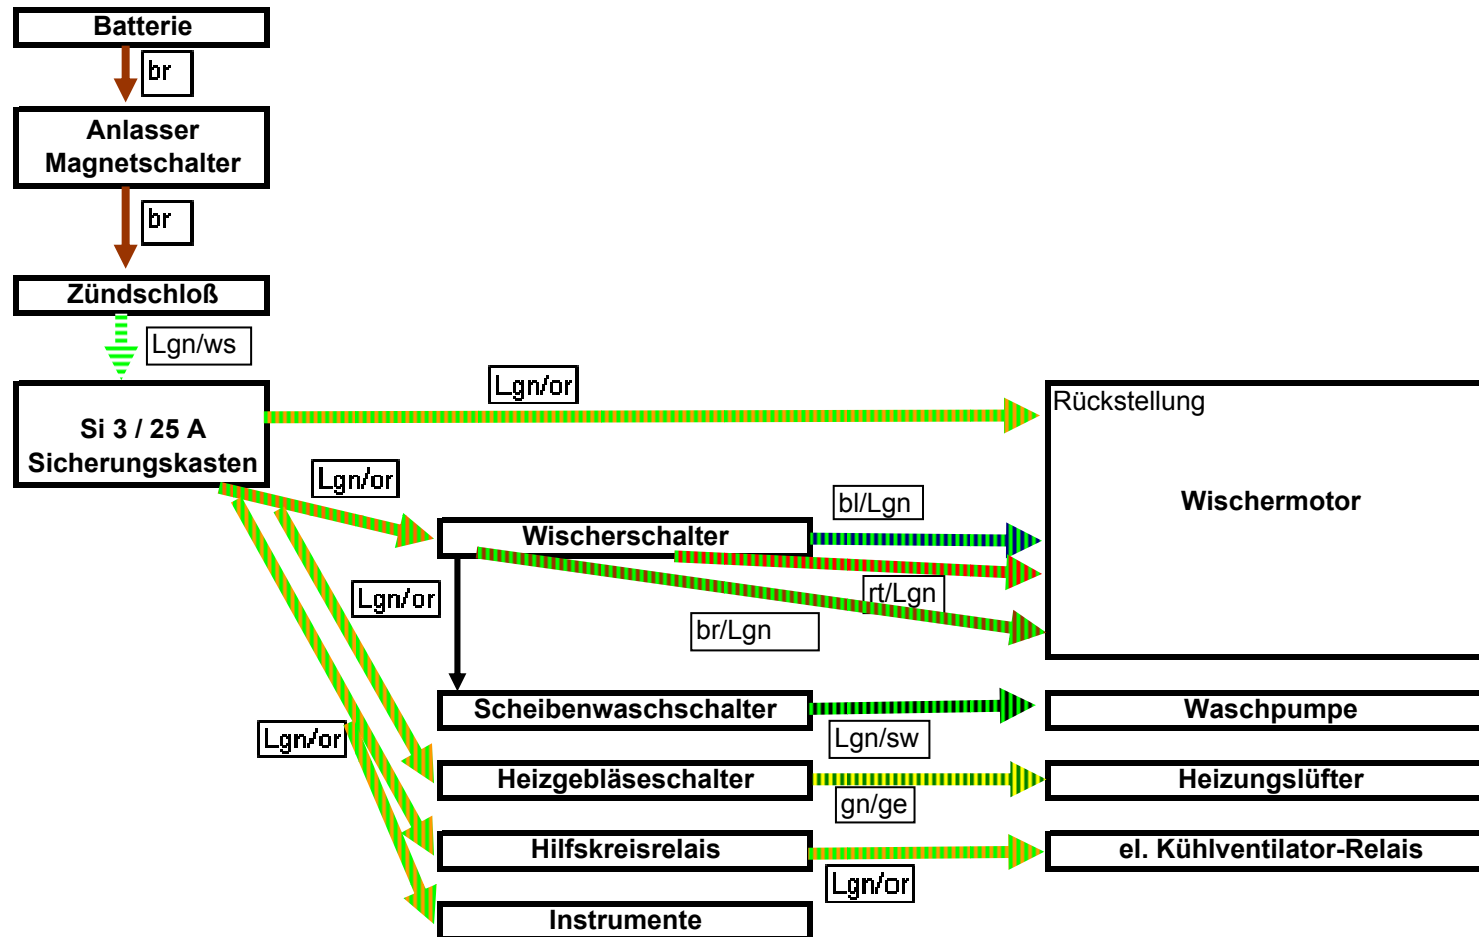 Batterie
br
Anlasser
Magnetschalter
br
Zündschloß
Lgn/ws
Lgn/or
Rückstellung
Si 3 / 25 A
Sicherungskasten
Lgn/or
bl/Lgn
Wischermotor
Wischerschalter
Lgn/or
rt/Lgn
br/Lgn
Scheibenwaschschalter
Waschpumpe
Lgn/or
Lgn/sw
Heizgebläseschalter
Heizungslüfter
gn/ge
Hilfskreisrelais
el. Kühlventilator-Relais
Lgn/or
Instrumente